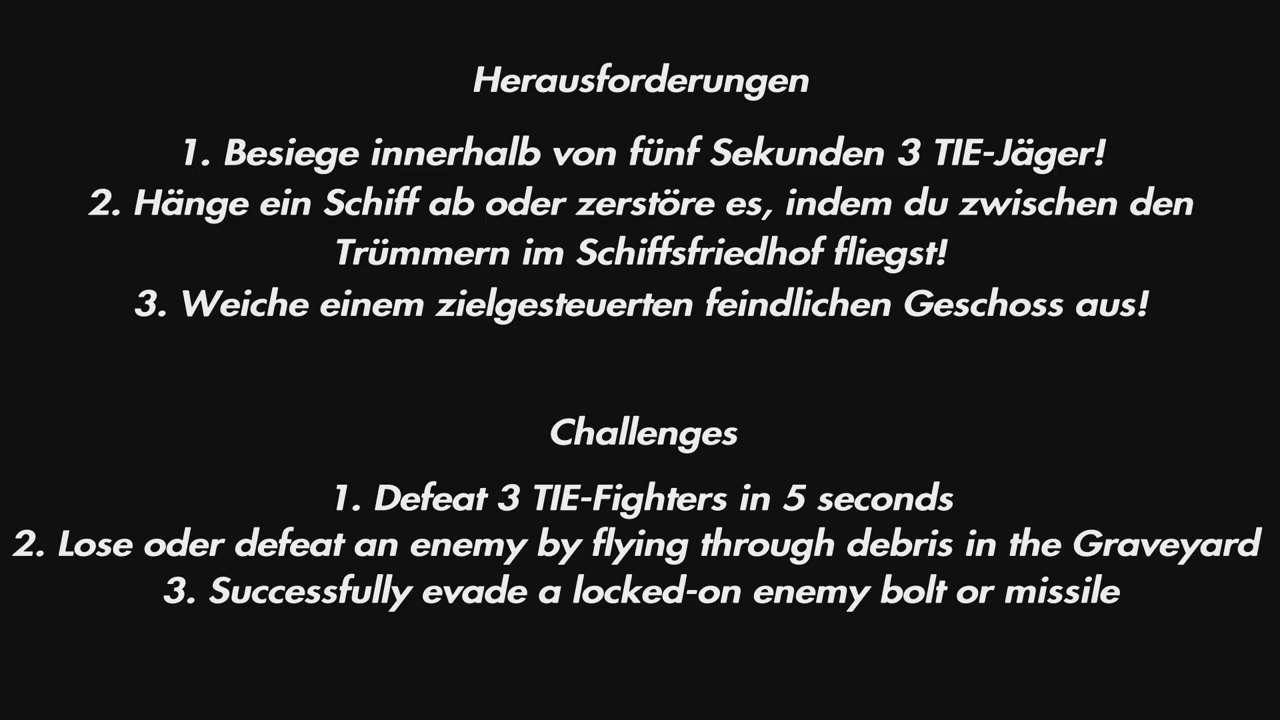 Herausforderungen
1. Besiege innerhalb von fünf Sekunden 3 TIE-Jäger!
2. Hänge ein Schiff ab oder zerstöre es, indem du zwischen den
Trümmern im Schiffsfriedhof fliegst!
3. Weiche einem zielgesteuerten feindlichen Geschoss aus!
Challenges
1. Defeat 3 TIE-Fighters in 5 seconds
2. Lose oder defeat an enemy by flying through debris in the Graveyard
3. Successfully evade a locked-on enemy bolt or missile